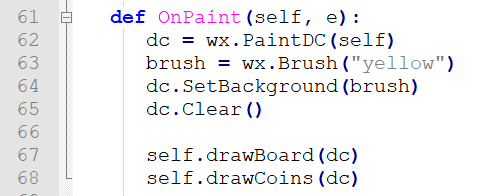 61 def OnPaint(self, e):
62 dc = wx.PaintDC(self)
63 brush = wx.Brush("yellow")
64 dc.SetBackground(brush)
65 dc.Clear()
66
67 self.drawBoard(dc)
68 self.drawCoins(dc)